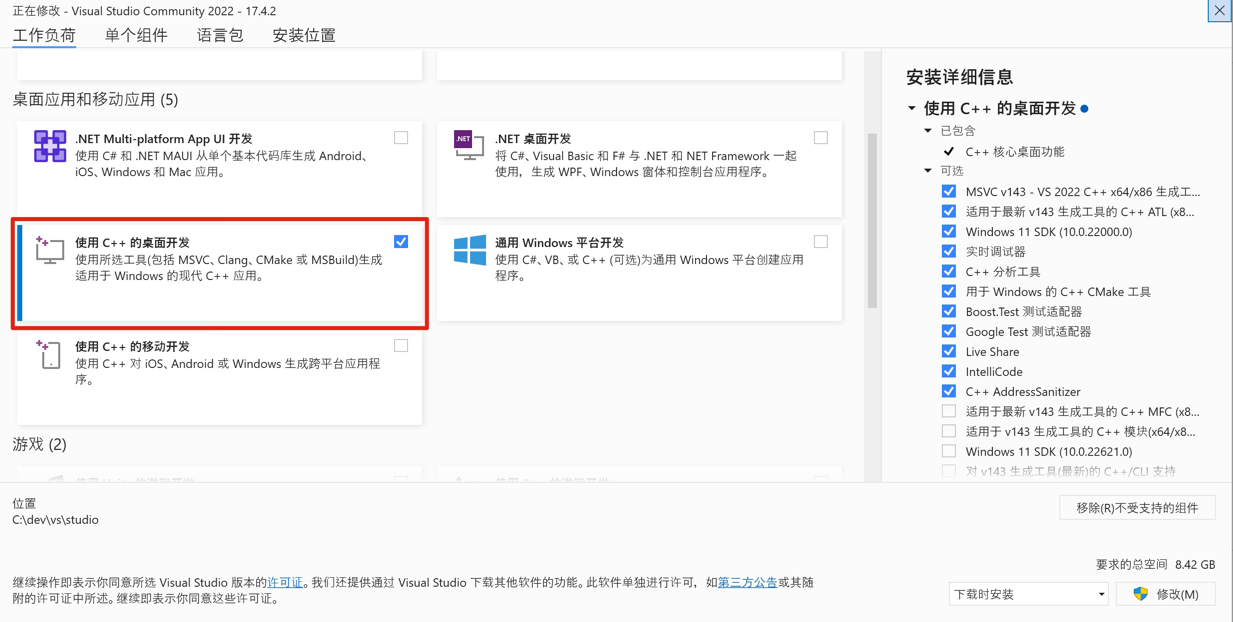 正在修改 - Visual Studio Community 2022 - 17.4.2
工作负荷 单个组件 语言包 安装位置
桌面应用和移动应用 (5)
.NET Multi-platform App UI 开发
使用 C# 和 .NET MAUI 从单个基本代码库生成 Android、
iOS、Windows 和 Mac 应用。
.NET
.NET 桌面开发
将 C#、Visual Basic 和 F# 与 .NET 和 .NET Framework 一起
使用，生成 WPF、Windows 窗体和控制台应用程序。
使用 C++ 的桌面开发
使用所选工具(包括 MSVC、Clang、CMake 或 MSBuild)生成
适用于 Windows 的现代 C++ 应用。
通用 Windows 平台开发
使用 C#、VB、或 C++ (可选)为通用 Windows 平台创建应用
程序。
使用 C++ 的移动开发
使用 C++ 对 iOS、Android 或 Windows 生成跨平台应用程
序。
游戏 (2)
安装详细信息
使用 C++ 的桌面开发
已包含
C++ 核心桌面功能
可选
MSVC v143 - VS 2022 C++ x64/x86 生成工...
适用于最新 v143 生成工具的 C++ ATL (x8...
Windows 11 SDK (10.0.22000.0)
实时调试器
C++ 分析工具
用于 Windows 的 C++ CMake 工具
Boost.Test 测试适配器
Google Test 测试适配器
Live Share
IntelliCode
C++ AddressSanitizer
适用于最新 v143 生成工具的 C++ MFC (x8...
适用于 v143 生成工具的 C++ 模块(x64/x8...
Windows 11 SDK (10.0.22621.0)
对 v143 生成工具(最新)的 C++/CLI 支持
位置
C:\dev\vs\studio
移除(R)不受支持的组件
要求的总空间 8.42 GB
继续操作即表示你同意所选 Visual Studio 版本的许可证。我们还提供通过 Visual Studio 下载其他软件的功能。此软件单独进行许可，如第三方公告或其随
附的许可证中所述。继续即表示你同意这些许可证。
下载时安装
修改(M)